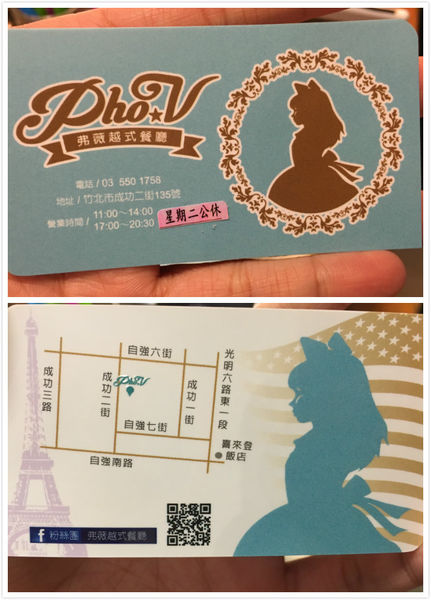 Pho★V
弗薇越式餐廳
電話 / 03 550 1758
地址 / 竹北市成功二街135號
營業時間 / 11:00～14:00
17:00～20:30
星期二公休
自強六街
成功三路
成功二街
PhoV
成功一街
光明六路東一段
自強七街
喜來登
飯店
自強南路
f 粉絲團 弗薇越式餐廳